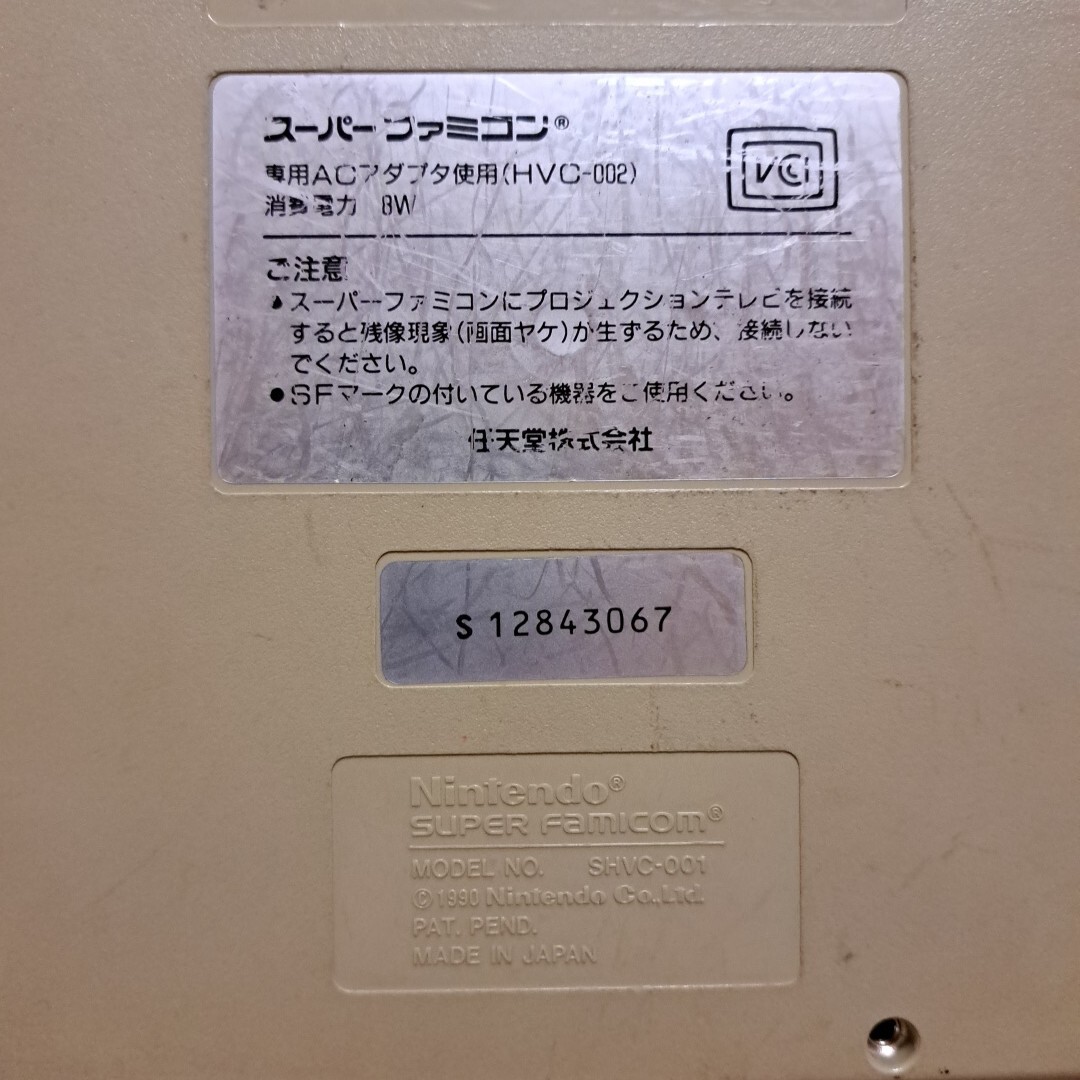 スーパーファミコン®
専用ACアダプタ使用(HVC-002)
消費電力 8W
VCi
ご注意
●スーパーファミコンにプロジェクションテレビを接続
すると残像現象(画面ヤケ)が生ずるため、接続しない
でください。
●SFマークの付いている機器をご使用ください。
任天堂株式会社
S 12843067
Nintendo®
SUPER FAMICOM®
MODEL NO. SHVC-001
©1990 Nintendo Co.,Ltd.
PAT. PEND.
MADE IN JAPAN